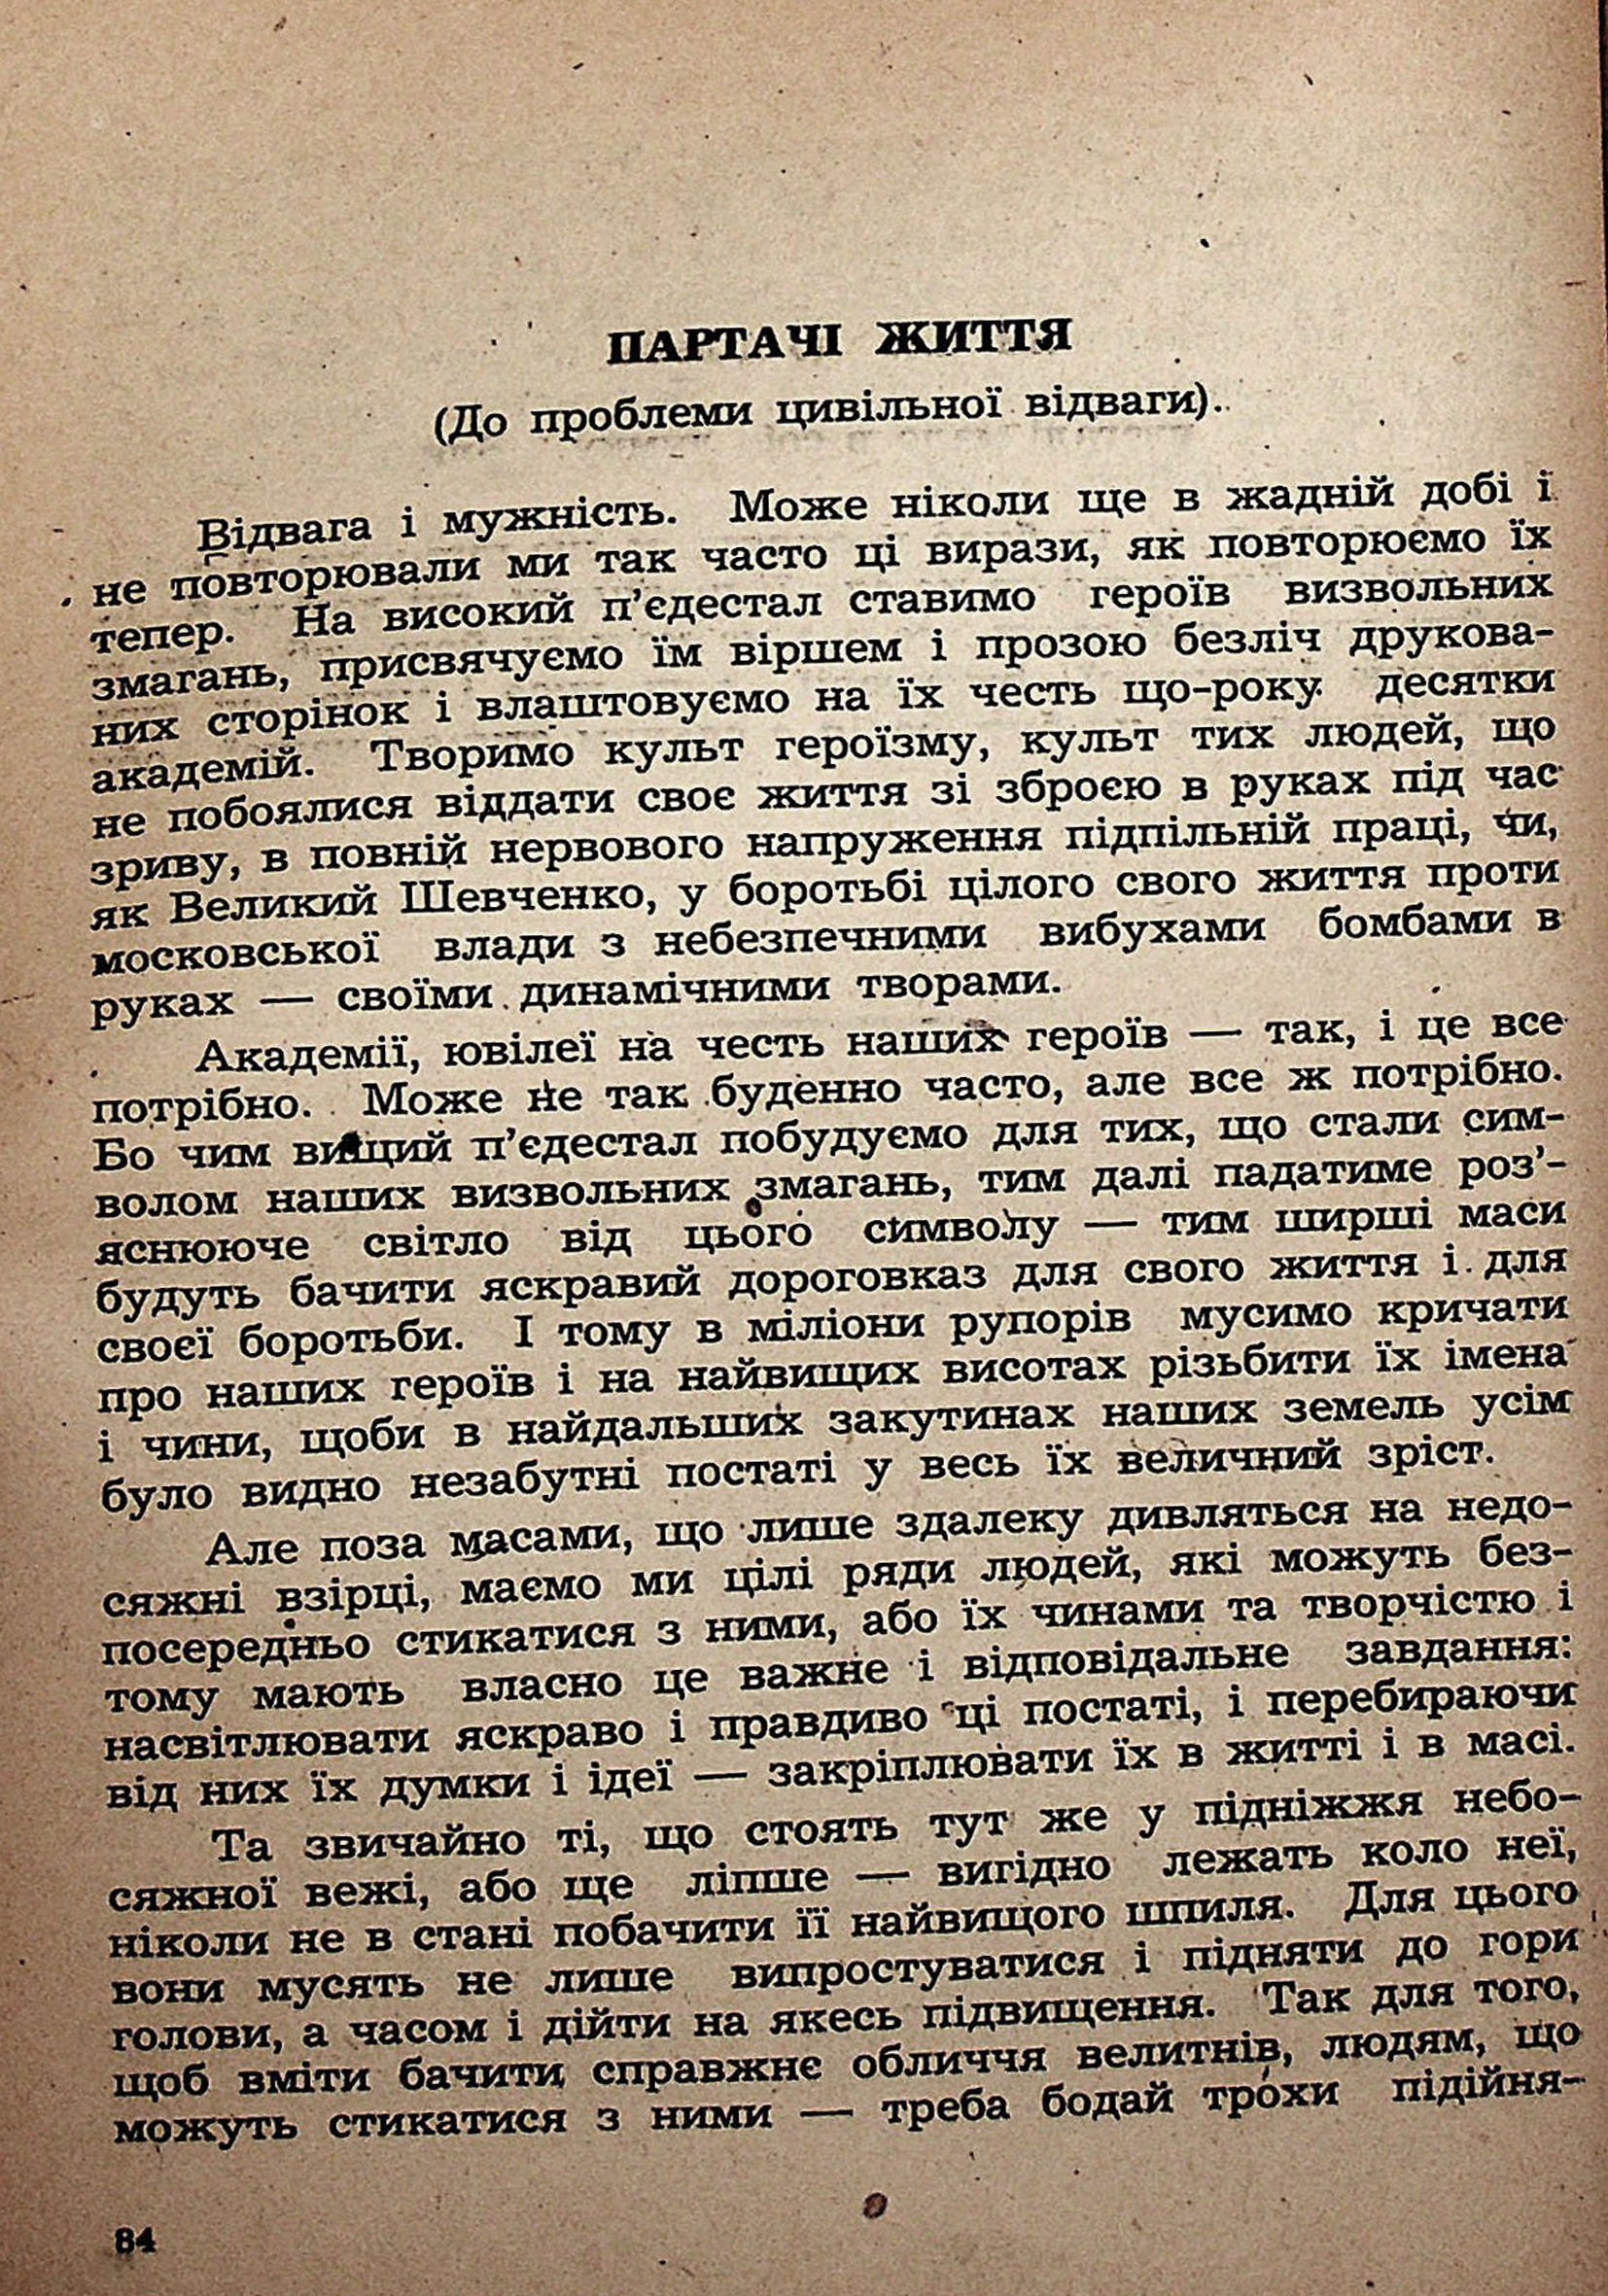 ПАРТАЧІ ЖИТТЯ
(До проблеми цивільної відваги).
Відвага і мужність. Може ніколи ще в жадній добі і
не повторювали ми так часто ці вирази, як повторюємо їх
тепер. На високий п’єдестал ставимо героїв визвольних
змагань, присвячуємо їм віршем і прозою безліч друкова-
них сторінок і влаштовуємо на їх честь що-року десятки
академій. Творимо культ героїзму, культ тих людей, що
не побоялися віддати своє життя зі зброєю в руках під час
зриву, в повній нервового напруження підпільній праці, чи,
як Великий Шевченко, у боротьбі цілого свого життя проти
московської влади з небезпечними вибухами бомбами в
руках — своїми динамічними творами.
Академії, ювілеї на честь наших героїв — так, і це все
потрібно. Може не так буденно часто, але все ж потрібно.
Бо чим вищий п’єдестал побудуємо для тих, що стали сим-
волом наших визвольних змагань, тим далі падатиме роз’-
яснююче світло від цього символу — тим ширші маси
будуть бачити яскравий дороговказ для свого життя і для
своєї боротьби. І тому в міліони рупорів мусимо кричати
про наших героїв і на найвищих висотах різьбити їх імена
і чини, щоби в найдальших закутинах наших земель усім
було видно незабутні постаті у весь їх величний зріст.
Але поза масами, що лише здалеку дивляться на недо-
сяжні взірці, маємо ми цілі ряди людей, які можуть без-
посередньо стикатися з ними, або їх чинами та творчістю і
тому мають власно це важне і відповідальне завдання:
насвітлювати яскраво і правдиво ці постаті, і перебираючи
від них їх думки і ідеї — закріплювати їх в житті і в масі.
Та звичайно ті, що стоять тут же у підніжжя небо-
сяжної вежі, або ще ліпше — вигідно лежать коло неї,
ніколи не в стані побачити її найвищого шпиля. Для цього
вони мусять не лише випростуватися і підняти до гори
голови, а часом і дійти на якесь підвищення. Так для того,
щоб вміти бачити справжнє обличчя велитнів, людям, що
можуть стикатися з ними — треба бодай трохи підійня-
84